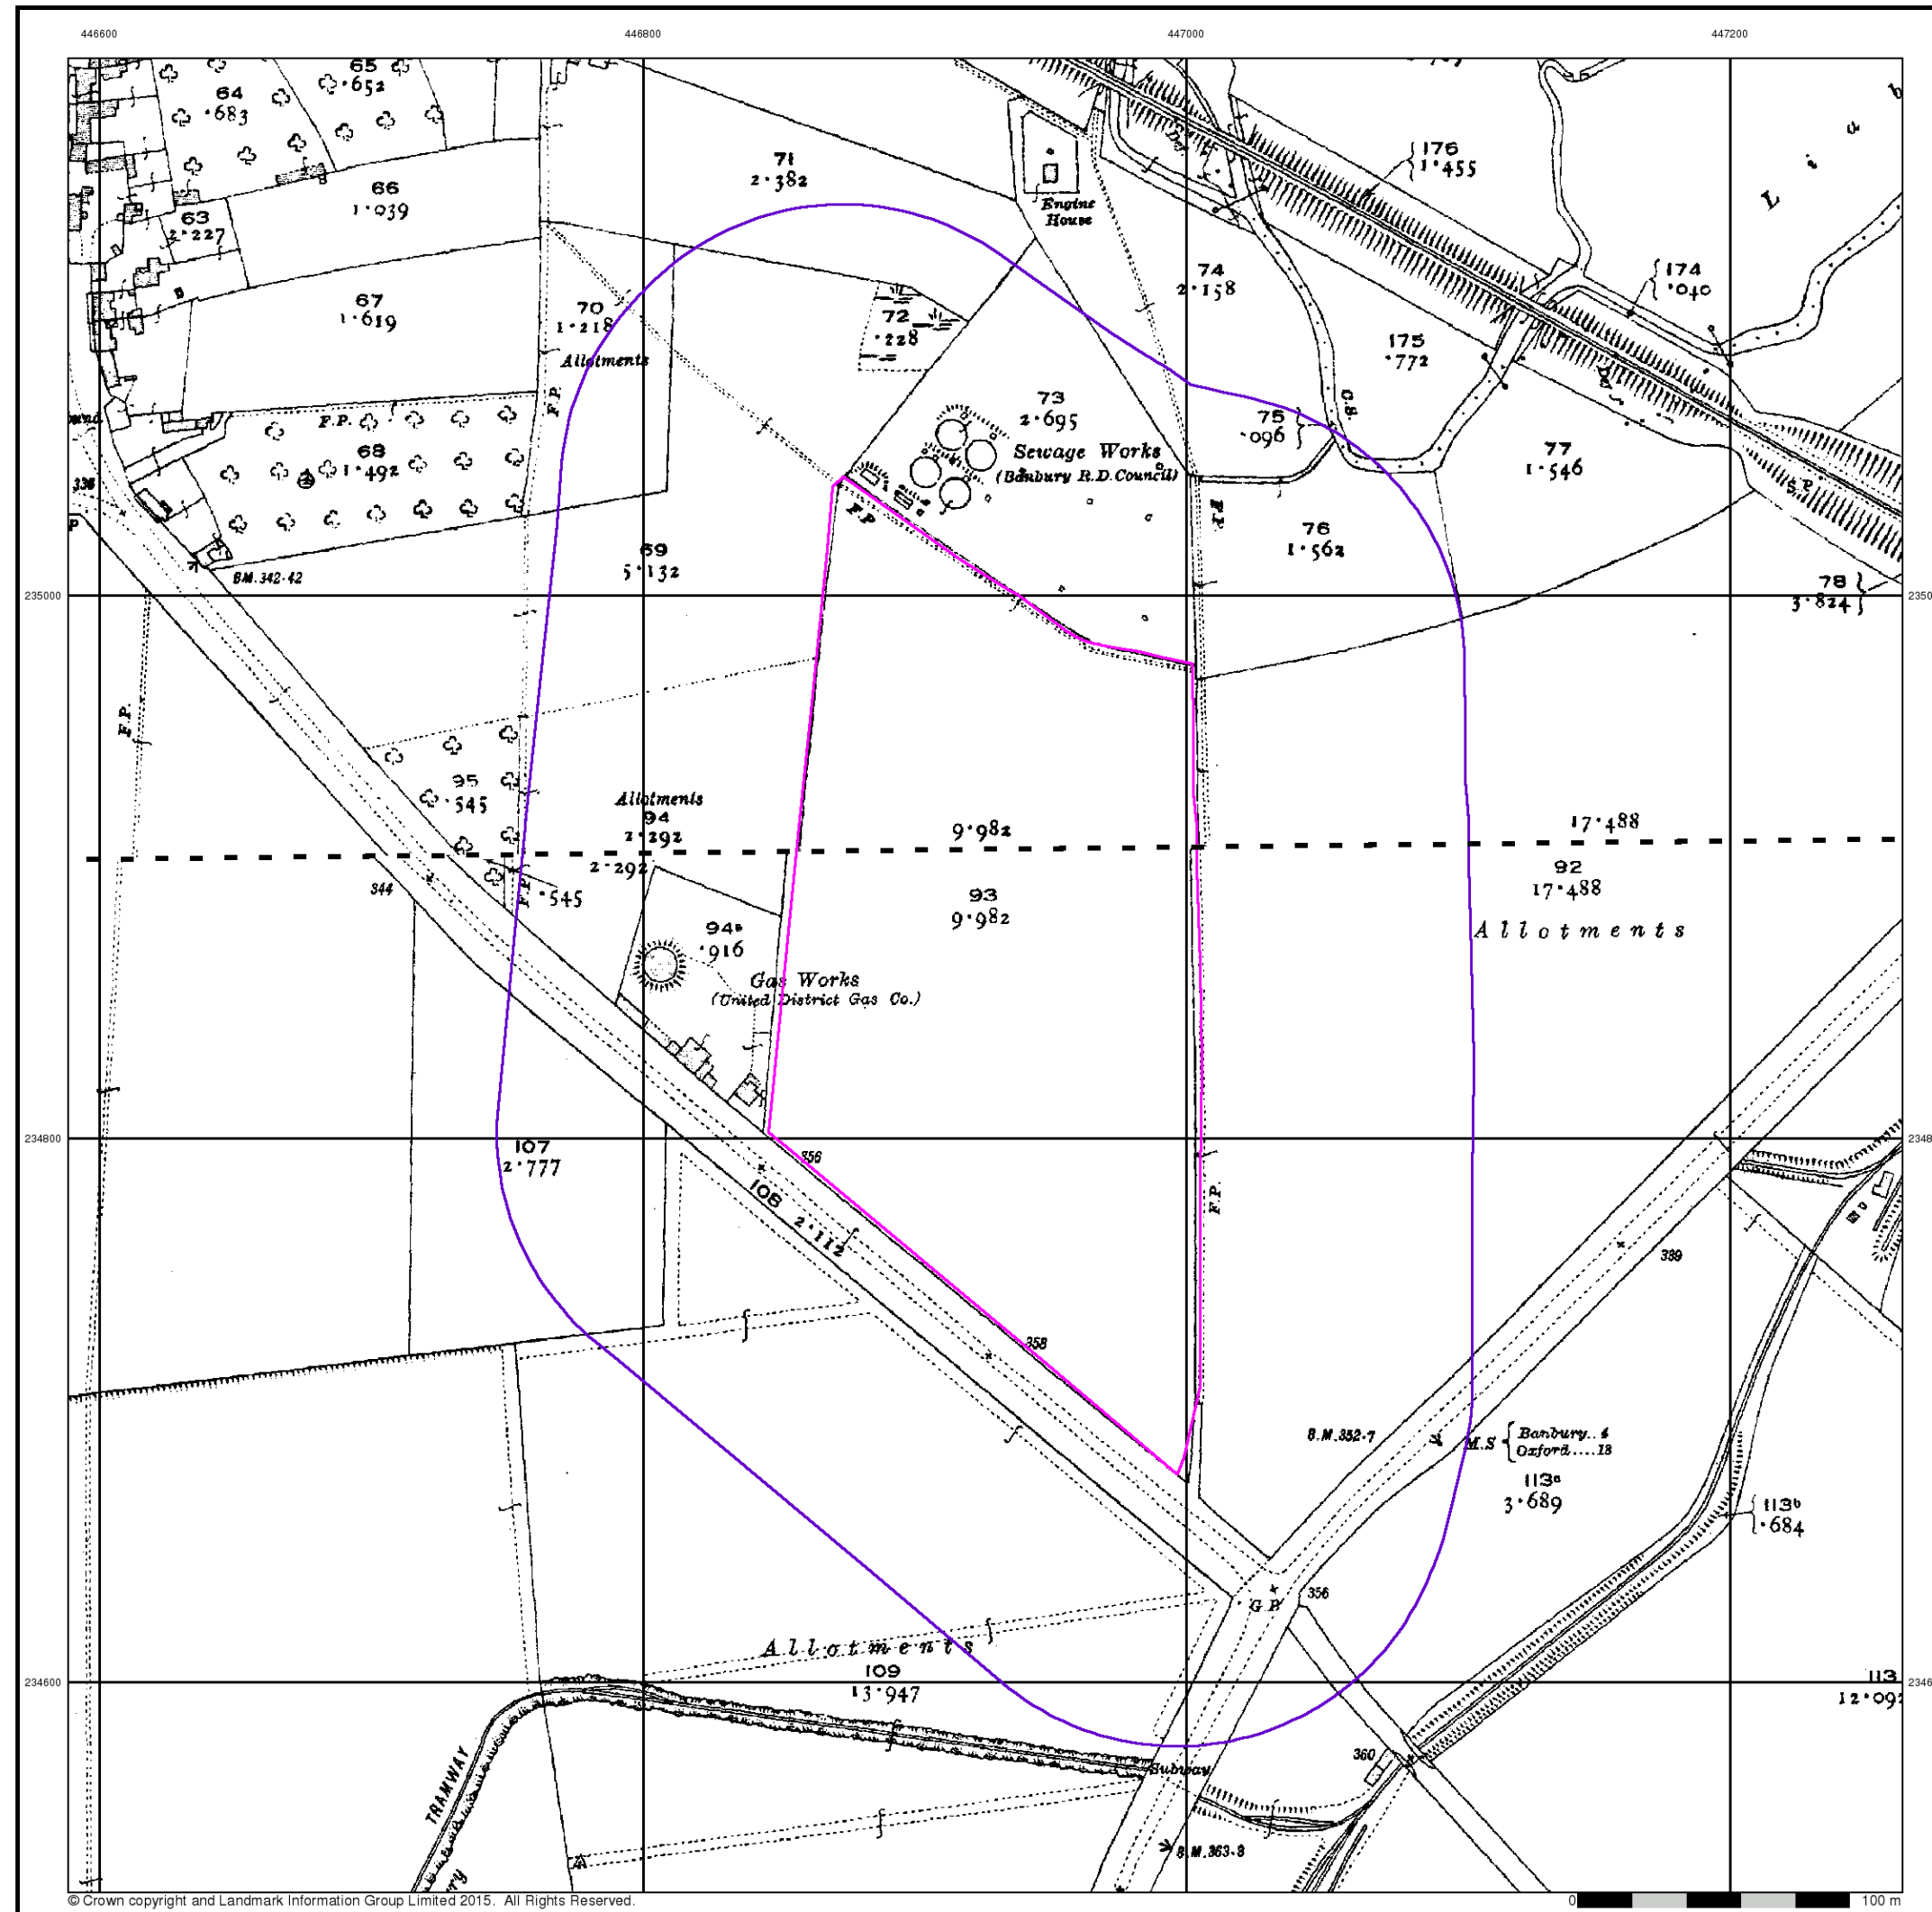 446600
446800
447000
447200
65
·652
64
·683
71
2·382
176
1·455
66
1·039
Engine
House
63
2·227
L i a b
74
2·158
174
·040
67
1·619
70
1·218
72
·228
175
·772
Allotments
F.P.
73
2·695
C.S.
75
·096
F.P.
68
1·492
Sewage Works
(Banbury R.D. Council)
77
1·546
S.P.
336
P
F.P.
F.P.
76
1·562
69
5·132
B.M. 342·42
78
3·824
235000
2350
F.P.
95
·545
Allotments
94
2·292
9·982
17·488
2·292
344
F.P.
·545
92
17·488
93
9·982
Allotments
94a
·916
Gas Works
(United District Gas Co.)
234800
2348
107
2·777
356
108
2·112
F.P.
339
358
B.M. 352·7
M.S
Banbury..4
Oxford....18
113a
3·689
113b
·684
G P
356
Allotments
109
13·947
113
12·09
234600
2346
TRAMWAY
Subway
360
B.M. 363·8
© Crown copyright and Landmark Information Group Limited 2015. All Rights Reserved.
0
100 m